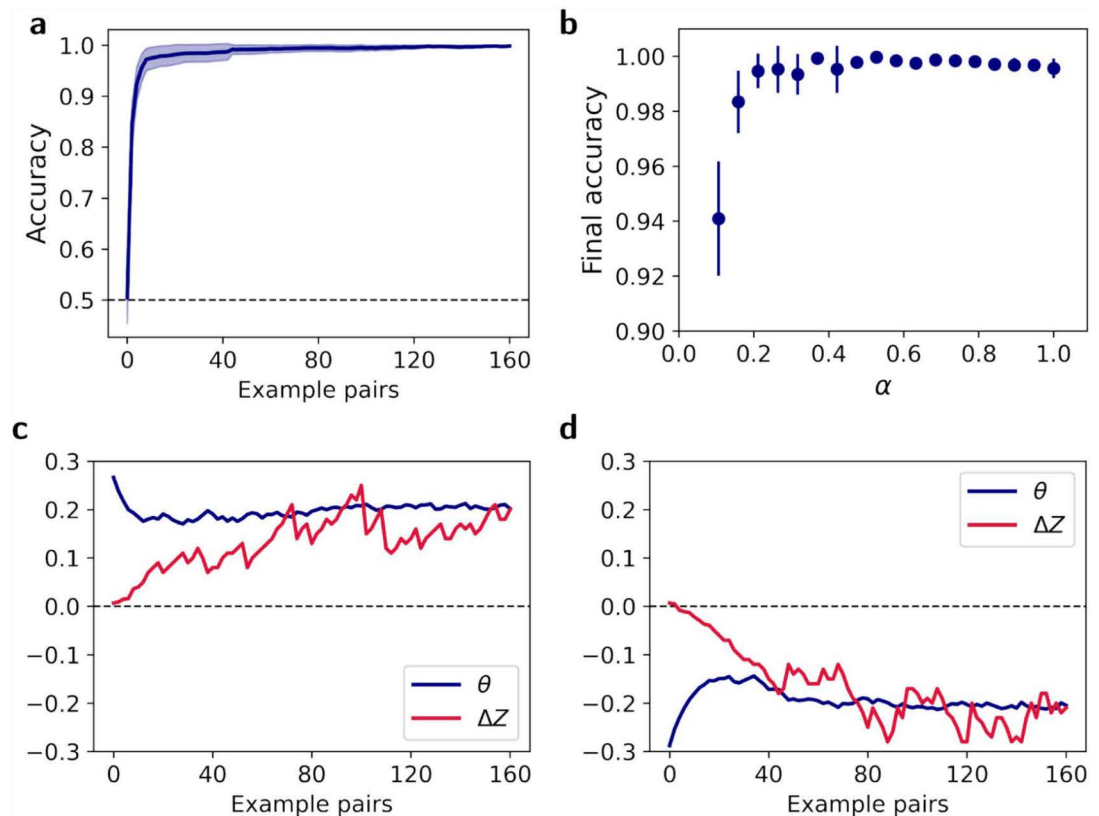 a
1.0
0.9
0.8
0.7
0.6
0.5
Accuracy
0 40 80 120 160
Example pairs
b
1.00
0.98
0.96
0.94
0.92
0.90
Final accuracy
0.0 0.2 0.4 0.6 0.8 1.0
α
c
0.3
0.2
0.1
0.0
−0.1
−0.2
−0.3
θ
ΔZ
0 40 80 120 160
Example pairs
d
0.3
0.2
0.1
0.0
−0.1
−0.2
−0.3
θ
ΔZ
0 40 80 120 160
Example pairs